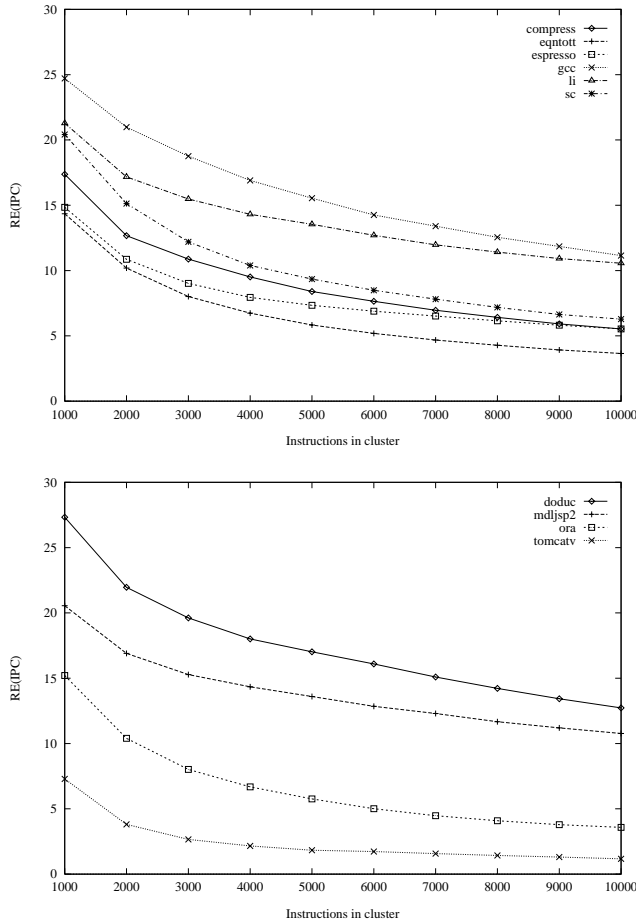 30
compress
eqntott
espresso
gcc
li
sc
25
20
15
10
5
0
RE(IPC)
1000 2000 3000 4000 5000 6000 7000 8000 9000 10000
Instructions in cluster
30
doduc
mdljsp2
ora
tomcatv
25
20
15
10
5
0
RE(IPC)
1000 2000 3000 4000 5000 6000 7000 8000 9000 10000
Instructions in cluster